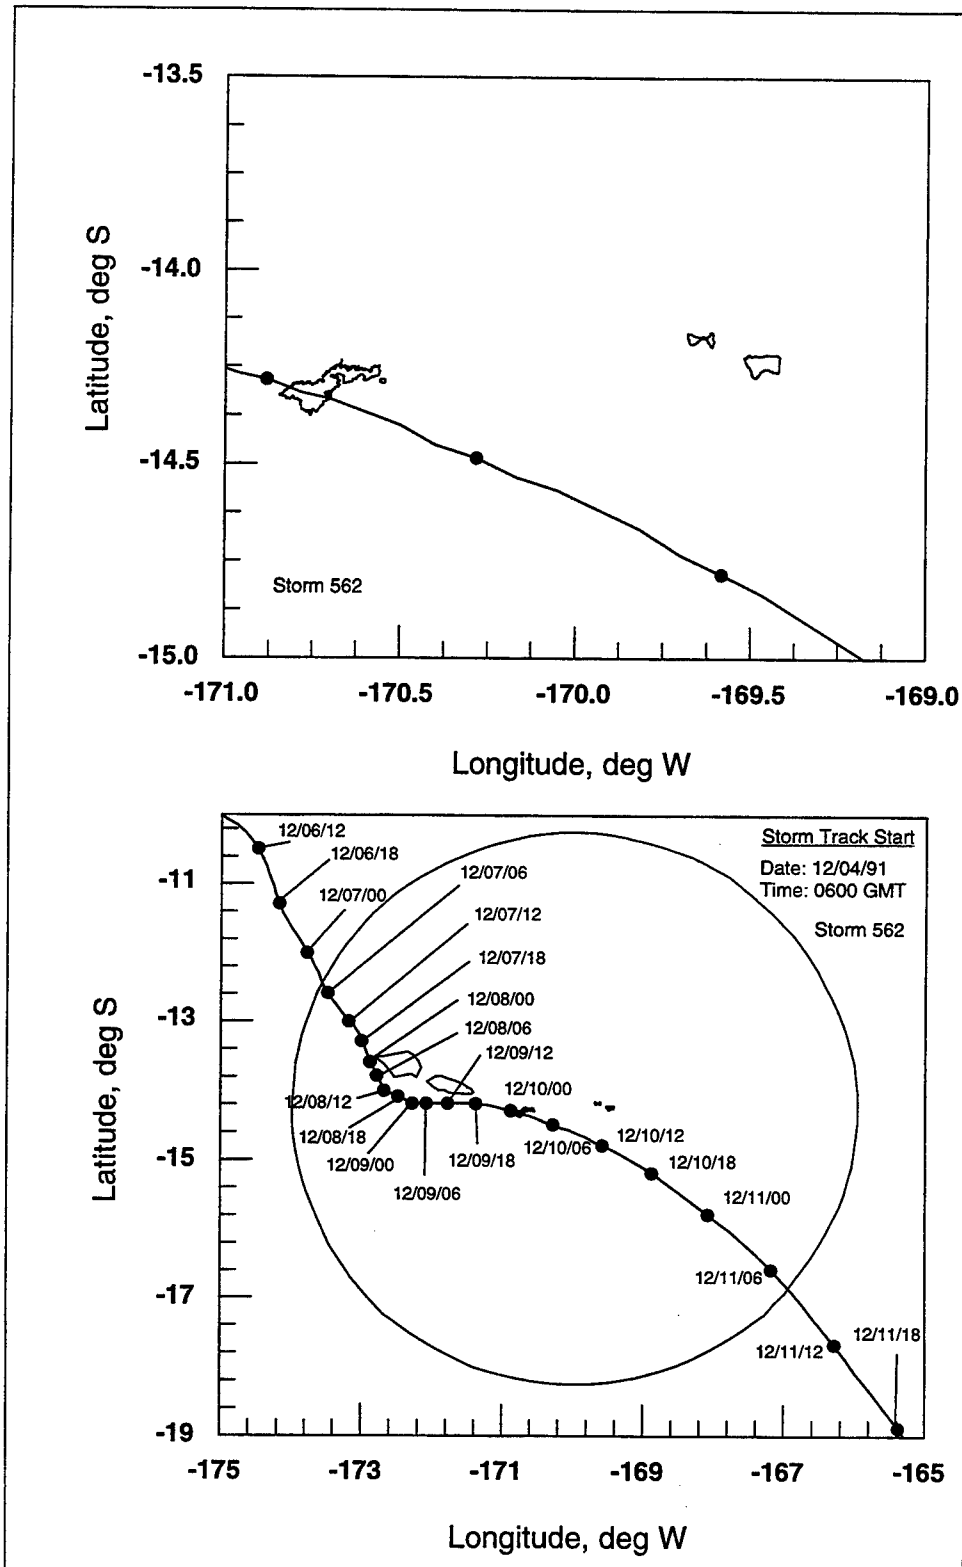 -13.5
-14.0
-14.5
-15.0
Latitude, deg S
Storm 562
-171.0 -170.5 -170.0 -169.5 -169.0
Longitude, deg W
Storm Track Start
Date: 12/04/91
Time: 0600 GMT
Storm 562
12/06/12
12/06/18
12/07/00
12/07/06
12/07/12
12/07/18
12/08/00
12/08/06
12/09/12
12/10/00
12/08/12
12/08/18
12/09/00
12/09/06
12/09/18
12/10/06
12/10/12
12/10/18
12/11/00
12/11/06
12/11/12
12/11/18
-11
-13
-15
-17
-19
Latitude, deg S
-175 -173 -171 -169 -167 -165
Longitude, deg W